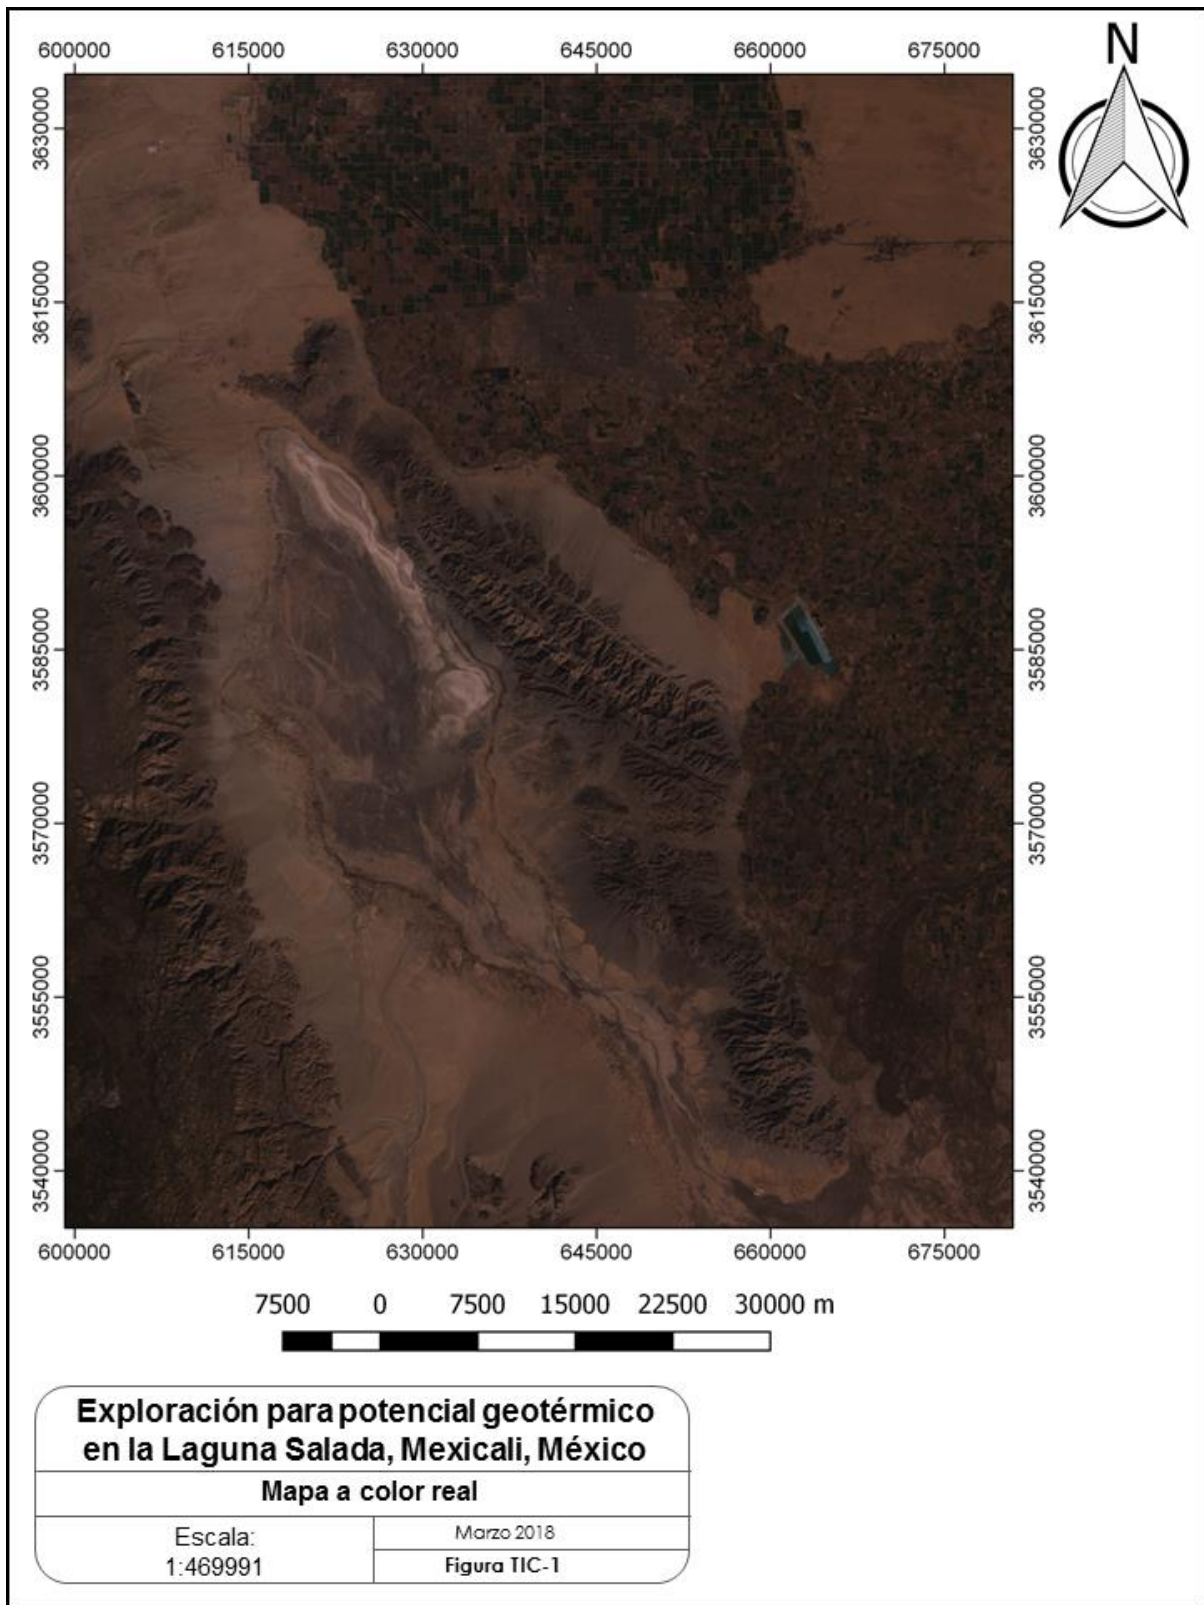 N
600000 615000 630000 645000 660000 675000
3630000 3630000
3615000 3615000
3600000 3600000
3585000 3585000
3570000 3570000
3555000 3555000
3540000 3540000
600000 615000 630000 645000 660000 675000
7500 0 7500 15000 22500 30000 m
Exploración para potencial geotérmico
en la Laguna Salada, Mexicali, México
Mapa a color real
Escala:
1:469991
Marzo 2018
Figura TIC-1